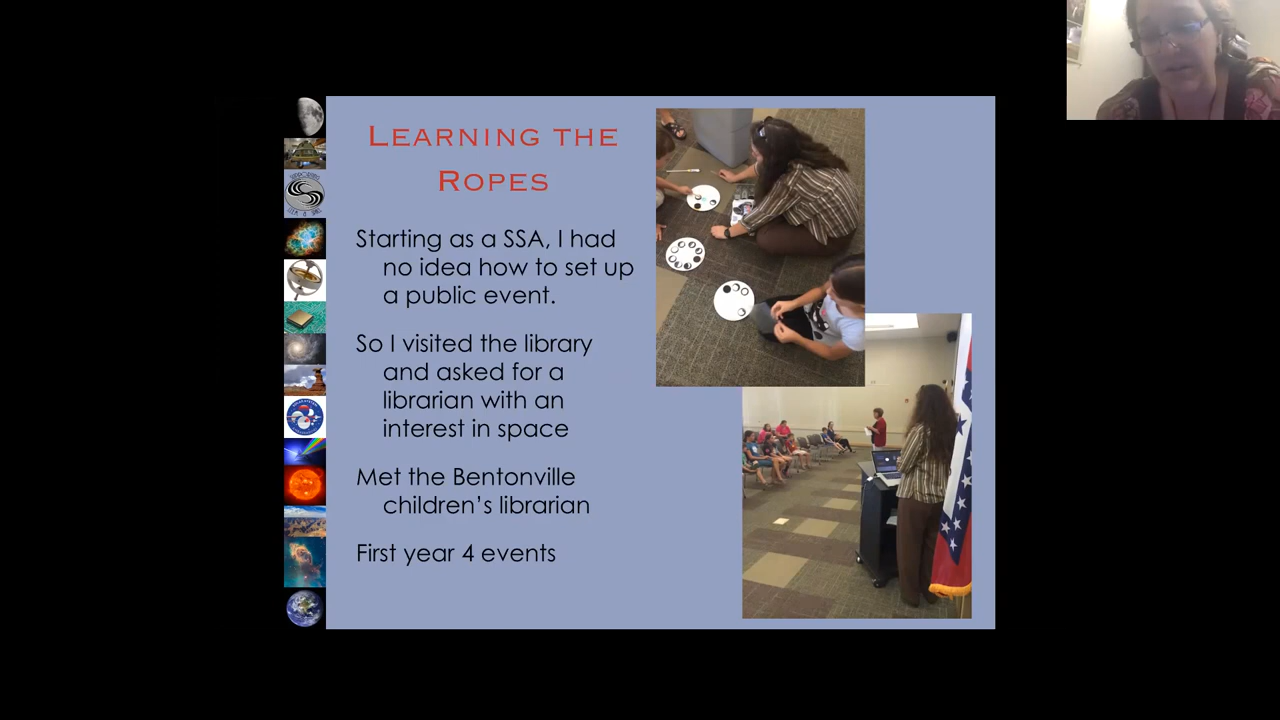 Learning the
Ropes
Starting as a SSA, I had
no idea how to set up
a public event.
So I visited the library
and asked for a
librarian with an
interest in space
Met the Bentonville
children's librarian
First year 4 events